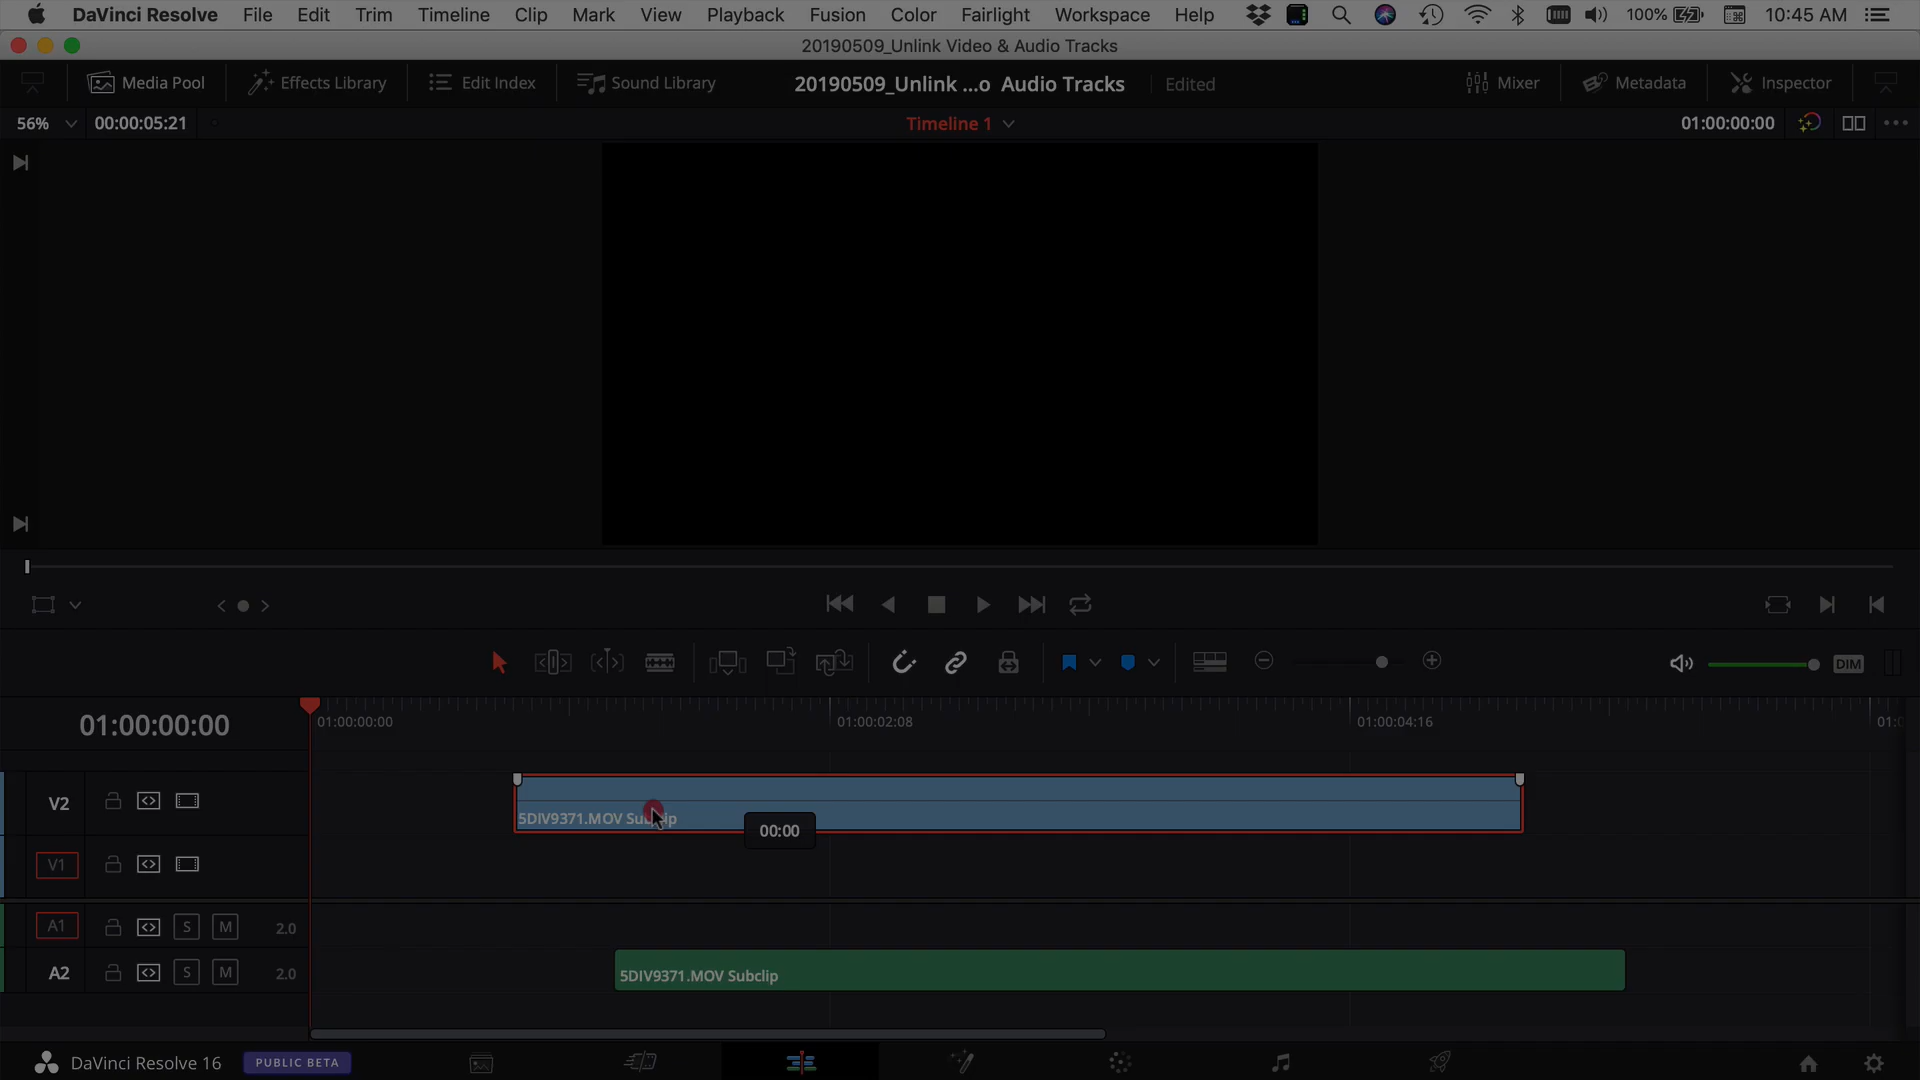 DaVinci Resolve File Edit Trim Timeline Clip Mark View Playback Fusion Color Fairlight Workspace Help 100% 10:45 AM
20190509_Unlink Video & Audio Tracks
Media Pool Effects Library Edit Index Sound Library 20190509_Unlink ...o Audio Tracks Edited Mixer Metadata Inspector
56% 00:00:05:21 Timeline 1 01:00:00:00
DIM
01:00:00:00 01:00:00:00 01:00:02:08 01:00:04:16
V2 5DIV9371.MOV Subclip 00:00
V1
A1 S M 2.0
A2 S M 2.0 5DIV9371.MOV Subclip
DaVinci Resolve 16 PUBLIC BETA